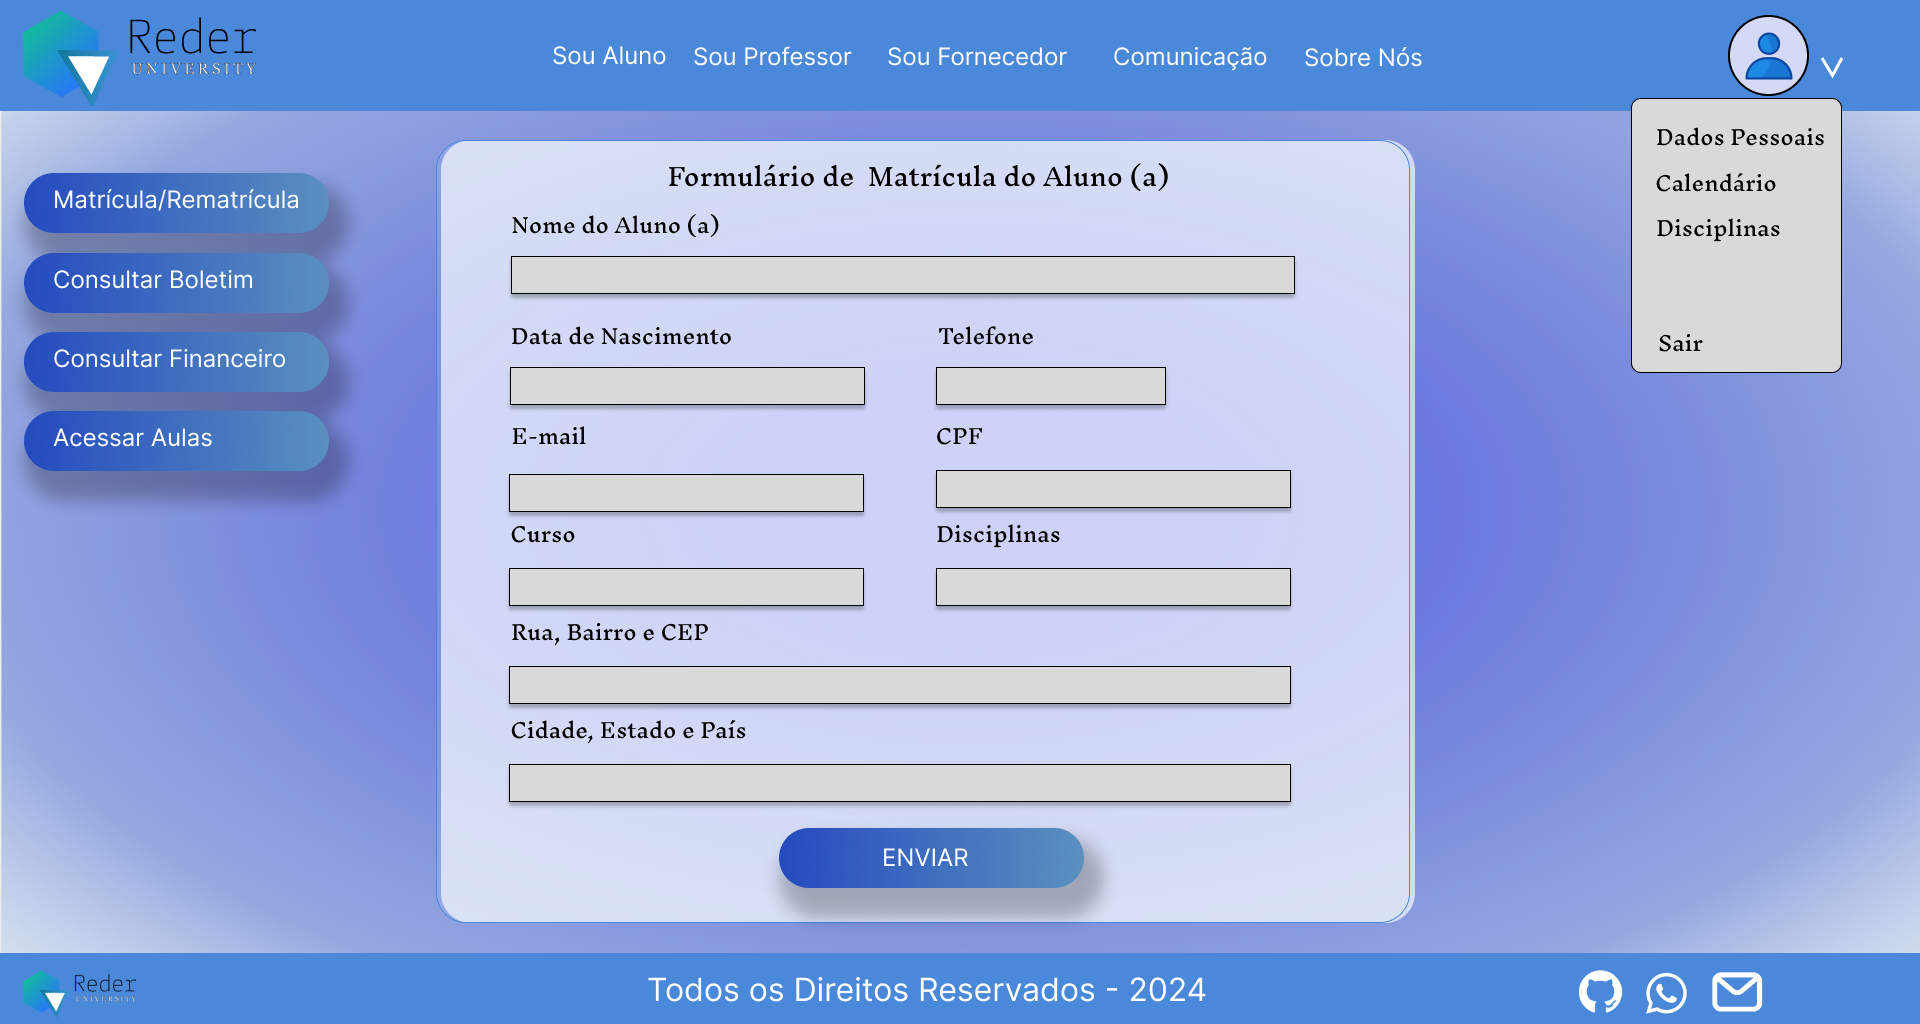 Reder
UNIVERSITY
Sou Aluno Sou Professor Sou Fornecedor Comunicação Sobre Nós
Dados Pessoais
Calendário
Disciplinas
Sair
Matrícula/Rematrícula
Consultar Boletim
Consultar Financeiro
Acessar Aulas
Formulário de Matrícula do Aluno (a)
Nome do Aluno (a)
Data de Nascimento Telefone
E-mail CPF
Curso Disciplinas
Rua, Bairro e CEP
Cidade, Estado e País
ENVIAR
Reder
UNIVERSITY
Todos os Direitos Reservados - 2024